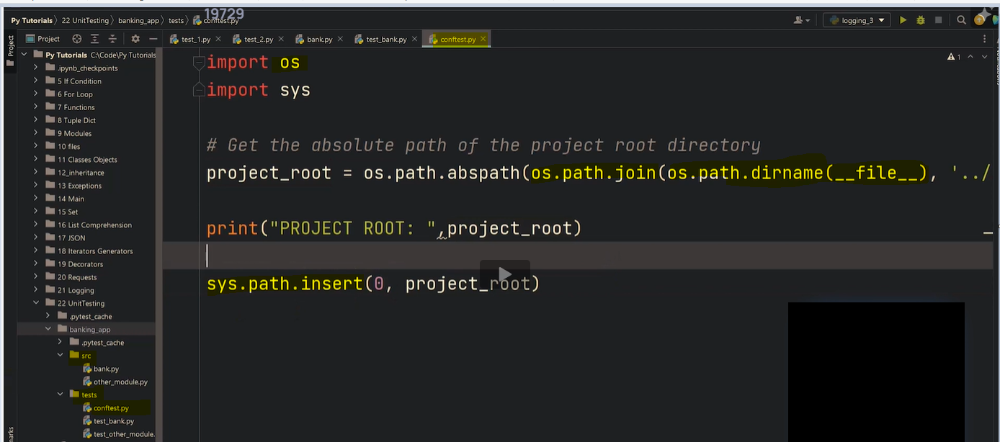 19729
Py Tutorials 22 UnitTesting banking_app tests conftest.py
logging_3
Project
test_1.py
test_2.py
bank.py
test_bank.py
conftest.py
Project
Py Tutorials C:\Code\Py Tutorials
.ipynb_checkpoints
5 If Condition
6 For Loop
7 Functions
8 Tuple Dict
9 Modules
10 files
11 Classes Objects
12_inheritance
13 Exceptions
14 Main
15 Set
16 List Comprehension
17 JSON
18 Iterators Generators
19 Decorators
20 Requests
21 Logging
22 UnitTesting
.pytest_cache
banking_app
.pytest_cache
src
bank.py
other_module.py
tests
conftest.py
test_bank.py
test_other_module.
1
import os
import sys
# Get the absolute path of the project root directory
project_root = os.path.abspath(os.path.join(os.path.dirname(__file__), '../
print("PROJECT ROOT: ",project_root)
sys.path.insert(0, project_root)